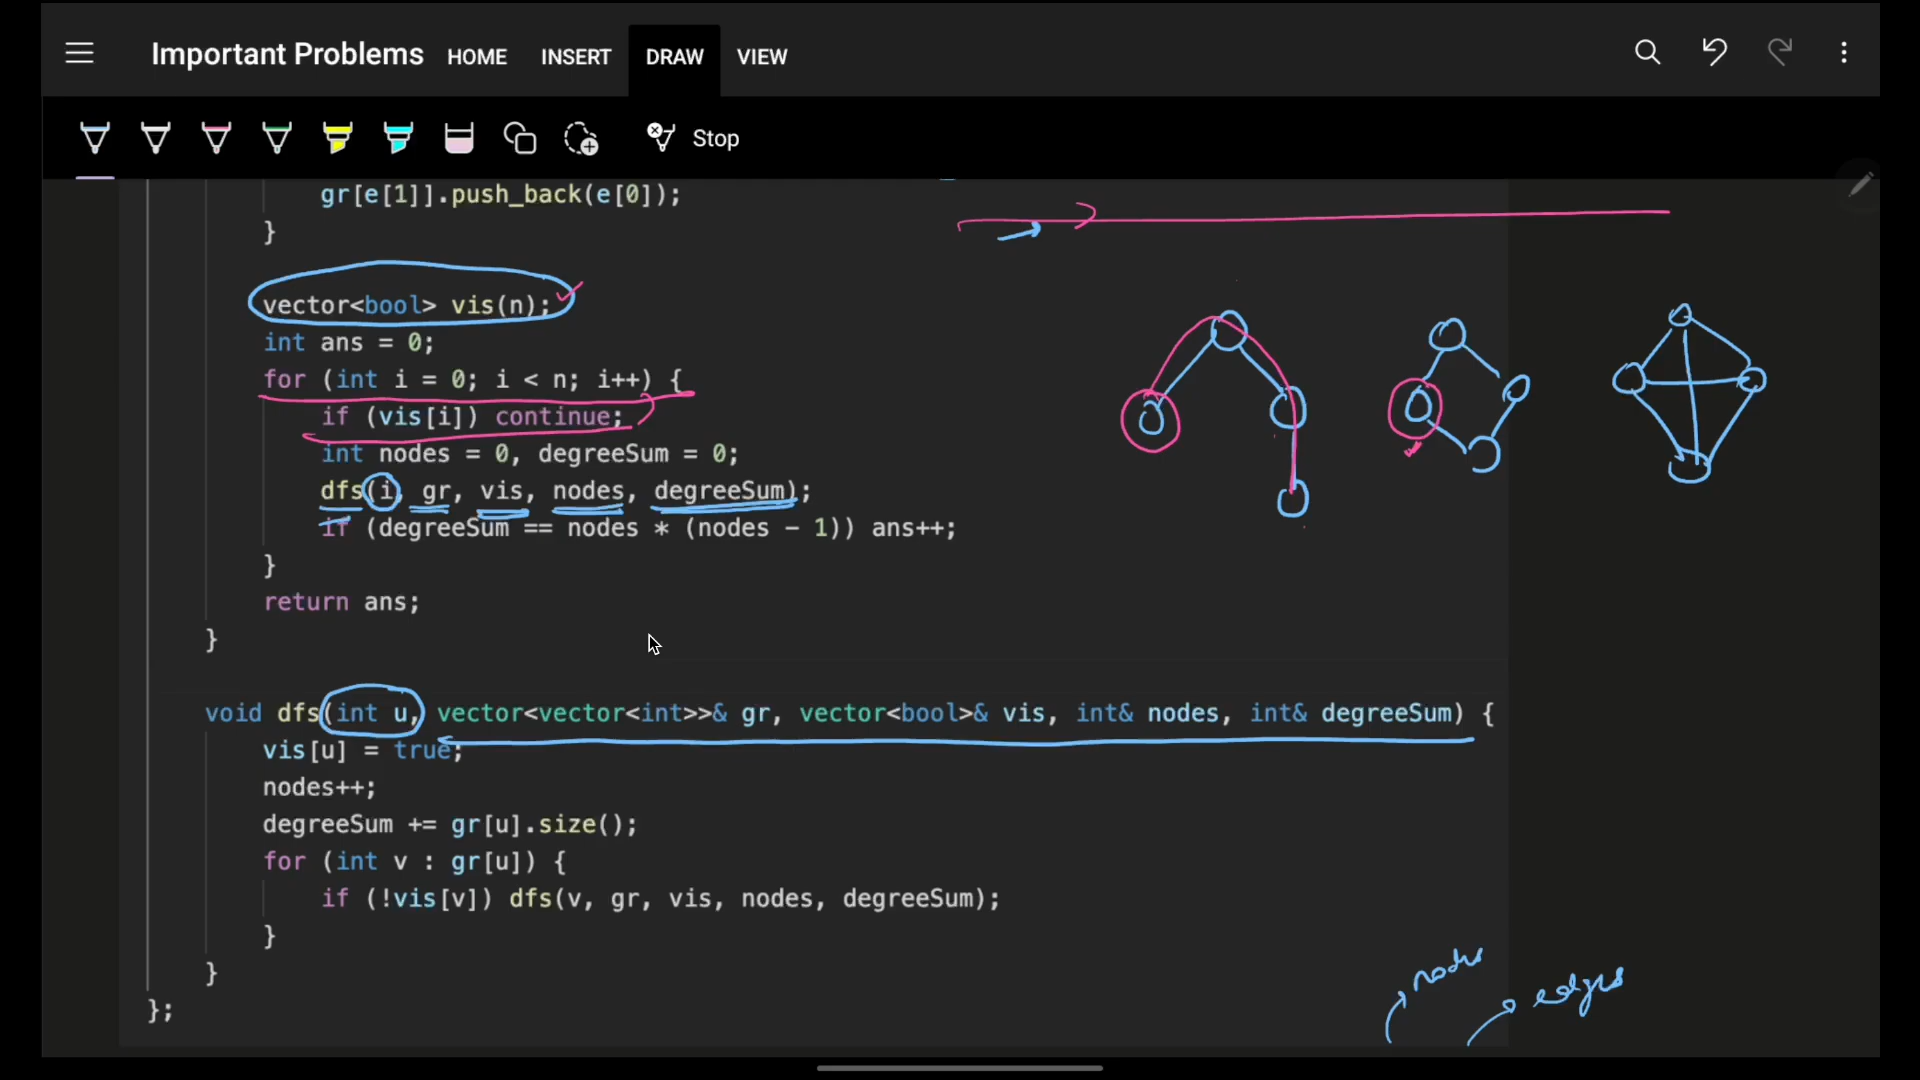 Important Problems HOME INSERT DRAW VIEW
Stop
gr[e[1]].push_back(e[0]);
}
vector<bool> vis(n);
int ans = 0;
for (int i = 0; i < n; i++) {
if (vis[i]) continue;
int nodes = 0, degreeSum = 0;
dfs(i, gr, vis, nodes, degreeSum);
if (degreeSum == nodes * (nodes - 1)) ans++;
}
return ans;
}
void dfs(int u, vector<vector<int>>& gr, vector<bool>& vis, int& nodes, int& degreeSum) {
vis[u] = true;
nodes++;
degreeSum += gr[u].size();
for (int v : gr[u]) {
if (!vis[v]) dfs(v, gr, vis, nodes, degreeSum);
}
}
};
nodes
edges